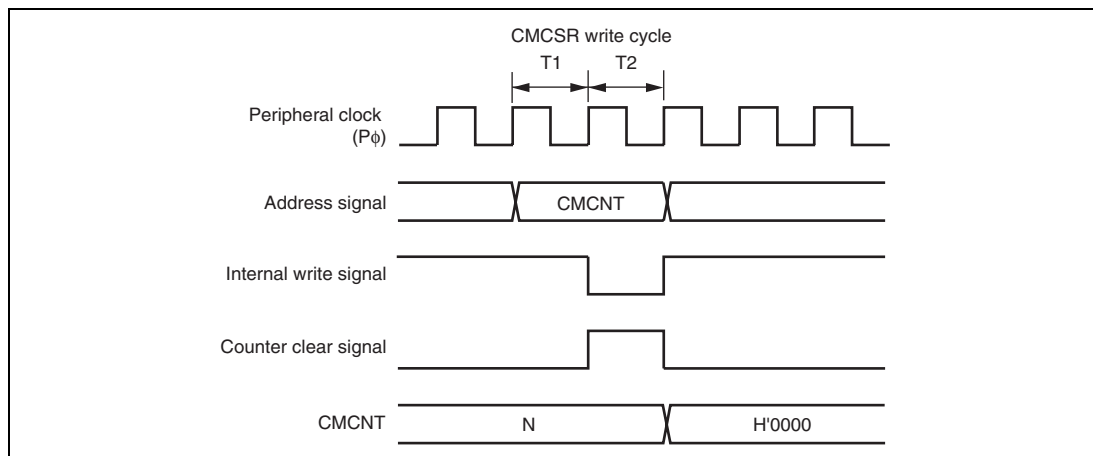 CMCSR write cycle
T1 T2
Peripheral clock
(Pϕ)
Address signal CMCNT
Internal write signal
Counter clear signal
CMCNT N H'0000